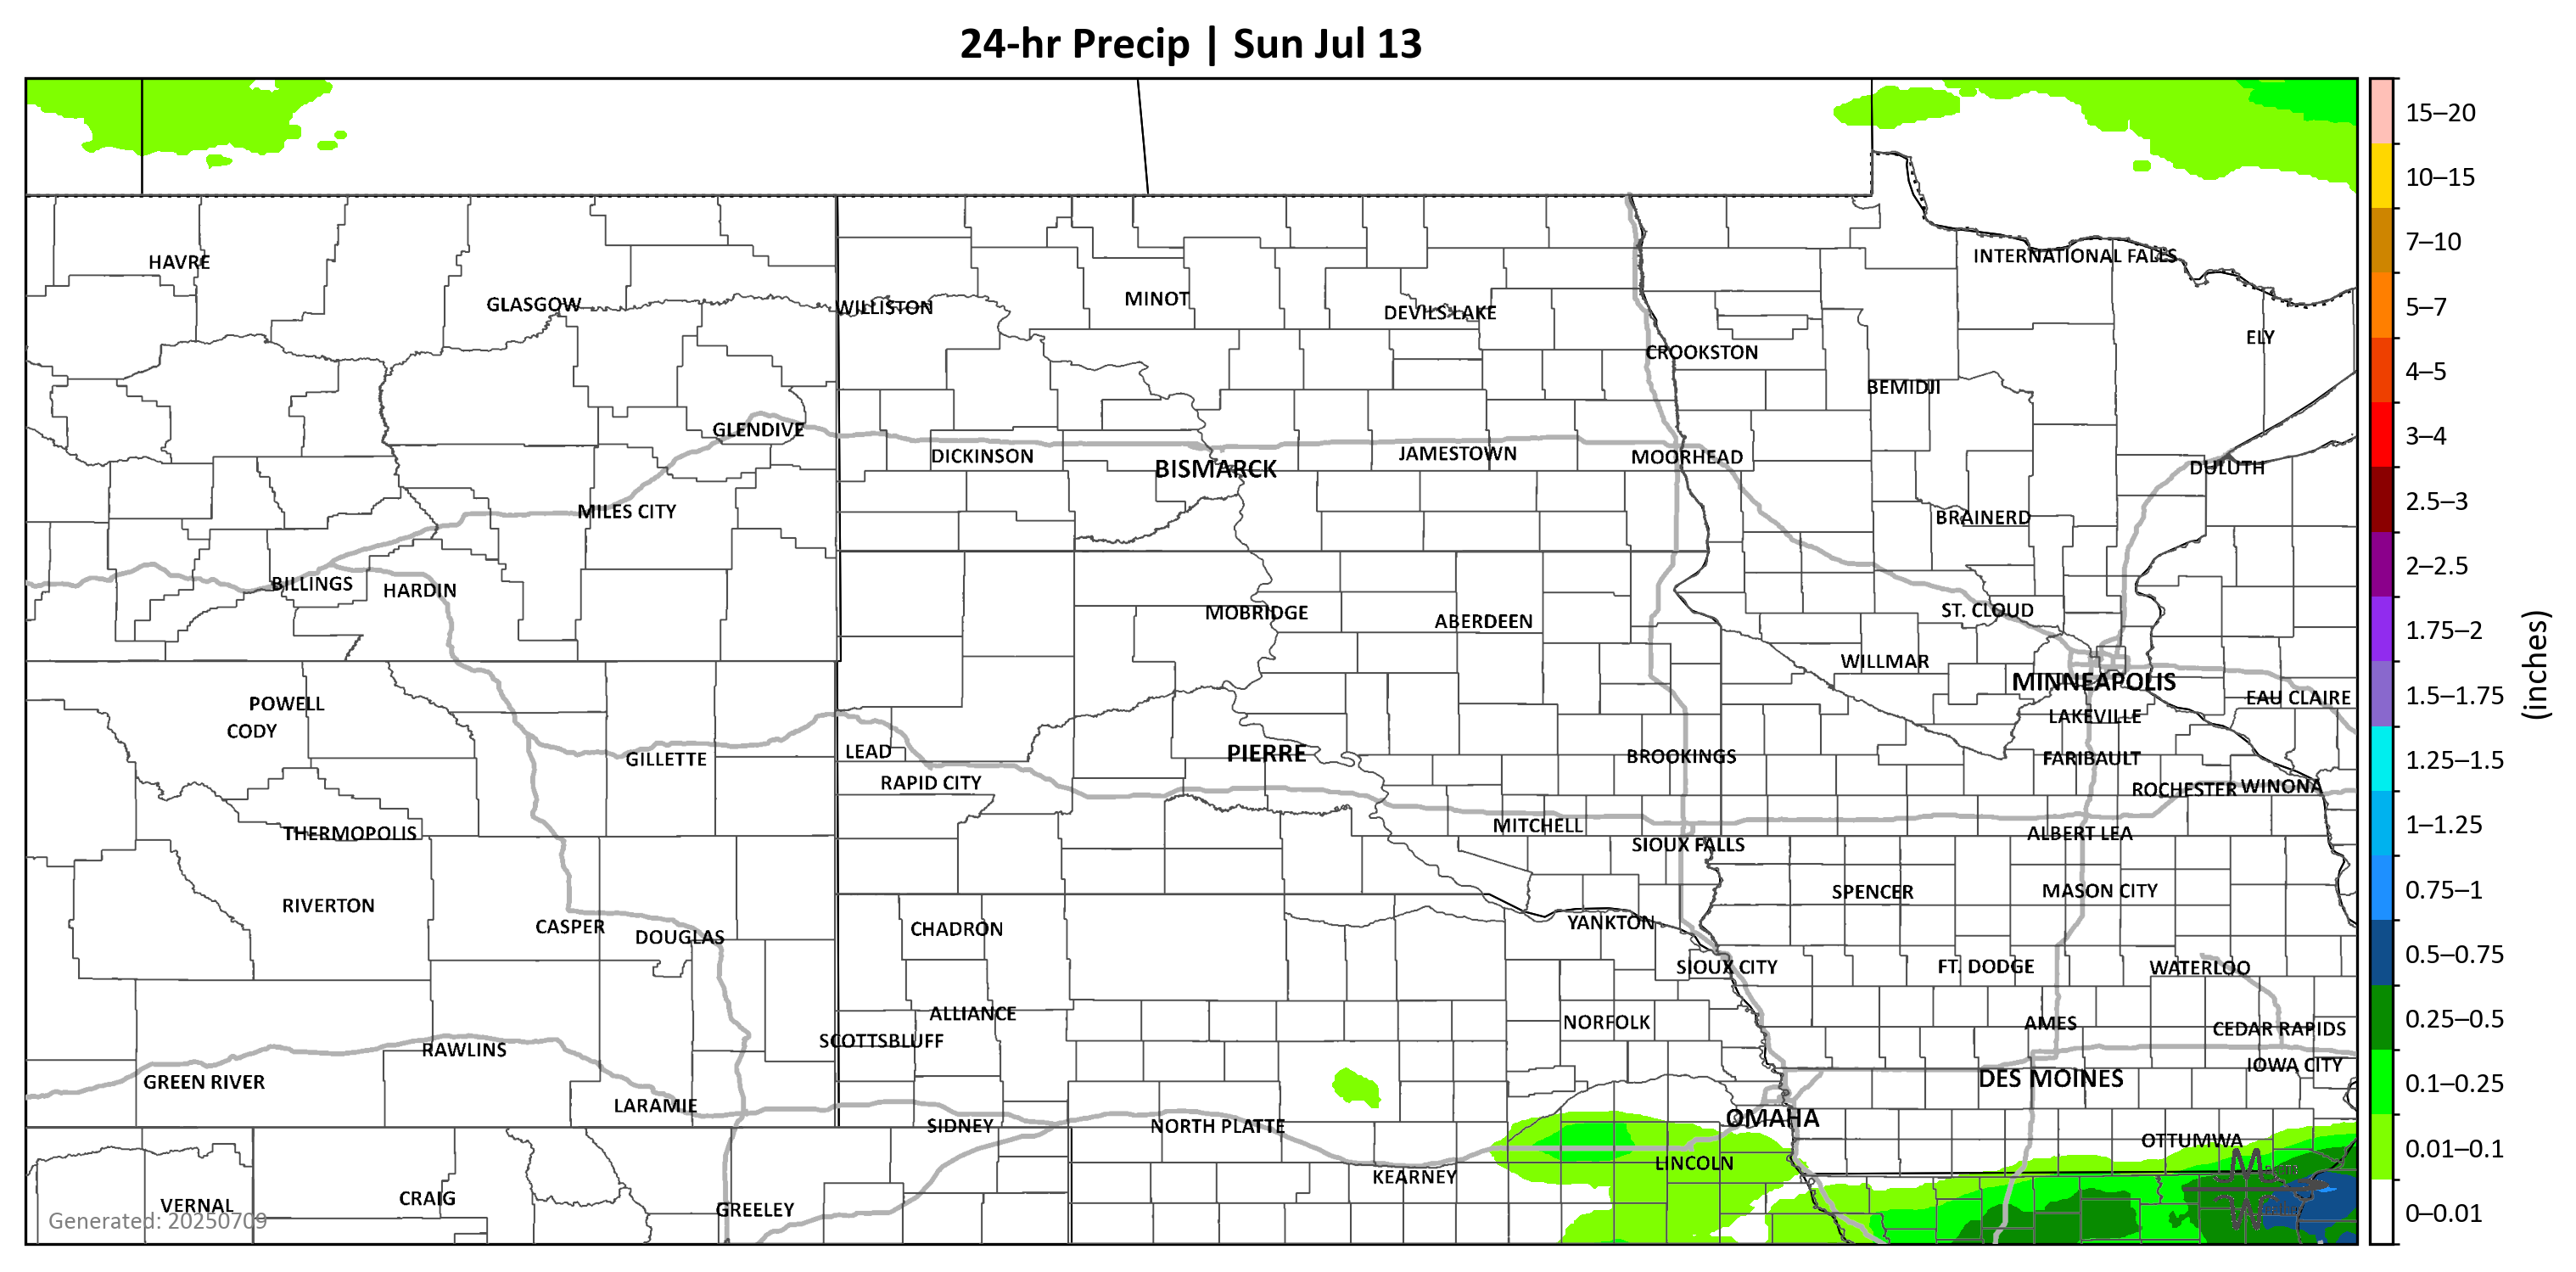 24-hr Precip | Sun Jul 13
15–20
10–15
7–10
5–7
4–5
3–4
2.5–3
2–2.5
1.75–2
1.5–1.75
1.25–1.5
1–1.25
0.75–1
0.5–0.75
0.25–0.5
0.1–0.25
0.01–0.1
0–0.01
(inches)
HAVRE
INTERNATIONAL FALLS
GLASGOW
WILLISTON
MINOT
DEVILS LAKE
ELY
CROOKSTON
BEMIDJI
GLENDIVE
DICKINSON
BISMARCK
JAMESTOWN
MOORHEAD
DULUTH
MILES CITY
BRAINERD
BILLINGS
HARDIN
MOBRIDGE
ABERDEEN
ST. CLOUD
WILLMAR
MINNEAPOLIS
EAU CLAIRE
POWELL
CODY
LAKEVILLE
GILLETTE
LEAD
PIERRE
BROOKINGS
FARIBAULT
RAPID CITY
ROCHESTER
WINONA
THERMOPOLIS
MITCHELL
SIOUX FALLS
ALBERT LEA
RIVERTON
SPENCER
MASON CITY
CASPER
DOUGLAS
CHADRON
YANKTON
SIOUX CITY
FT. DODGE
WATERLOO
ALLIANCE
SCOTTSBLUFF
NORFOLK
AMES
CEDAR RAPIDS
RAWLINS
GREEN RIVER
IOWA CITY
DES MOINES
LARAMIE
SIDNEY
NORTH PLATTE
OMAHA
OTTUMWA
LINCOLN
KEARNEY
VERNAL
CRAIG
GREELEY
Generated: 20250709